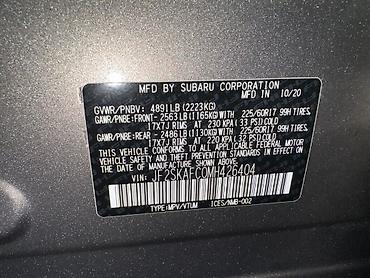 MFD BY SUBARU CORPORATION
MFD IN 10/20
GVWR/PNBV: 4891LB(2223KG)
GAWR/PNBE:FRONT- 2563LB(1165KG)WITH/AVEC 225/60R17 99H TIRES
17X7J RIMS AT 230 KPA(33 PSI)COLD
GAWR/PNBE:REAR - 2486LB(1130KG)WITH/AVEC 225/60R17 99H TIRES
17X7J RIMS AT 220 KPA(32 PSI)COLD
THIS VEHICLE CONFORMS TO ALL APPLICABLE FEDERAL MOTOR
VEHICLE SAFETY, BUMPER, AND THEFT PREVENTION STANDARDS IN EFFECT ON
THE DATE OF MANUFACTURE SHOWN ABOVE.
VIN: JF2SKAFC0MH426404
TYPE:MPV/VTUM ICES/NMB-002